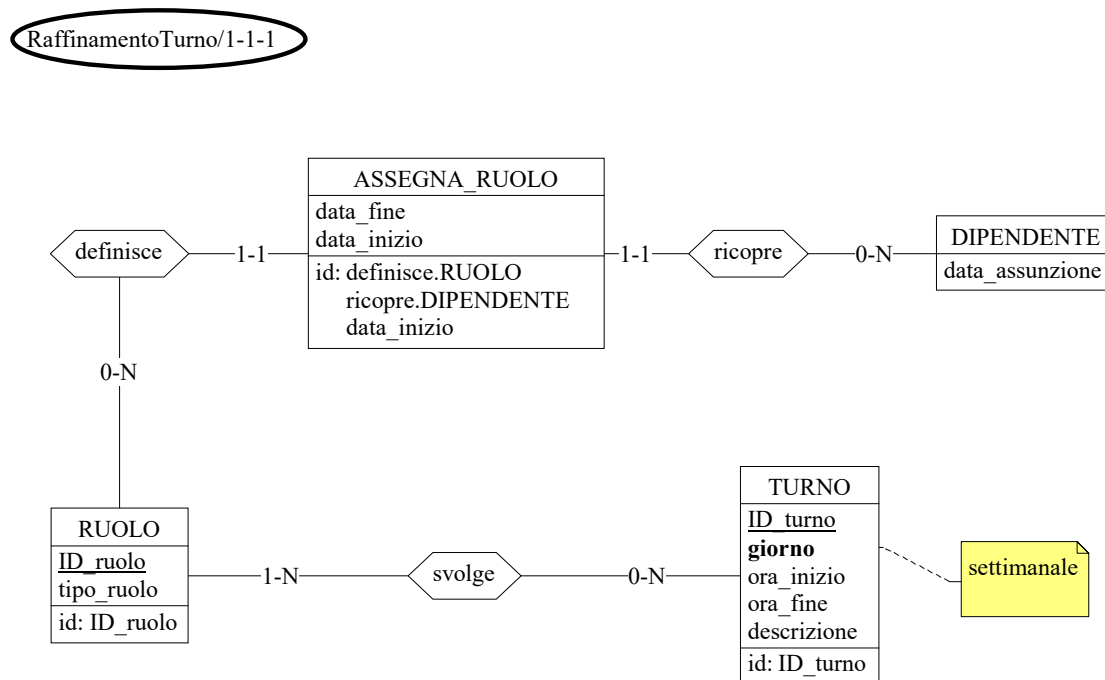 RaffinamentoTurno/1-1-1
ASSEGNA_RUOLO
data_fine
data_inizio
id: definisce.RUOLO
ricopre.DIPENDENTE
data_inizio
definisce
1-1
1-1
ricopre
0-N
DIPENDENTE
data_assunzione
0-N
RUOLO
ID_ruolo
tipo_ruolo
id: ID_ruolo
1-N
svolge
0-N
TURNO
ID_turno
giorno
ora_inizio
ora_fine
descrizione
id: ID_turno
settimanale